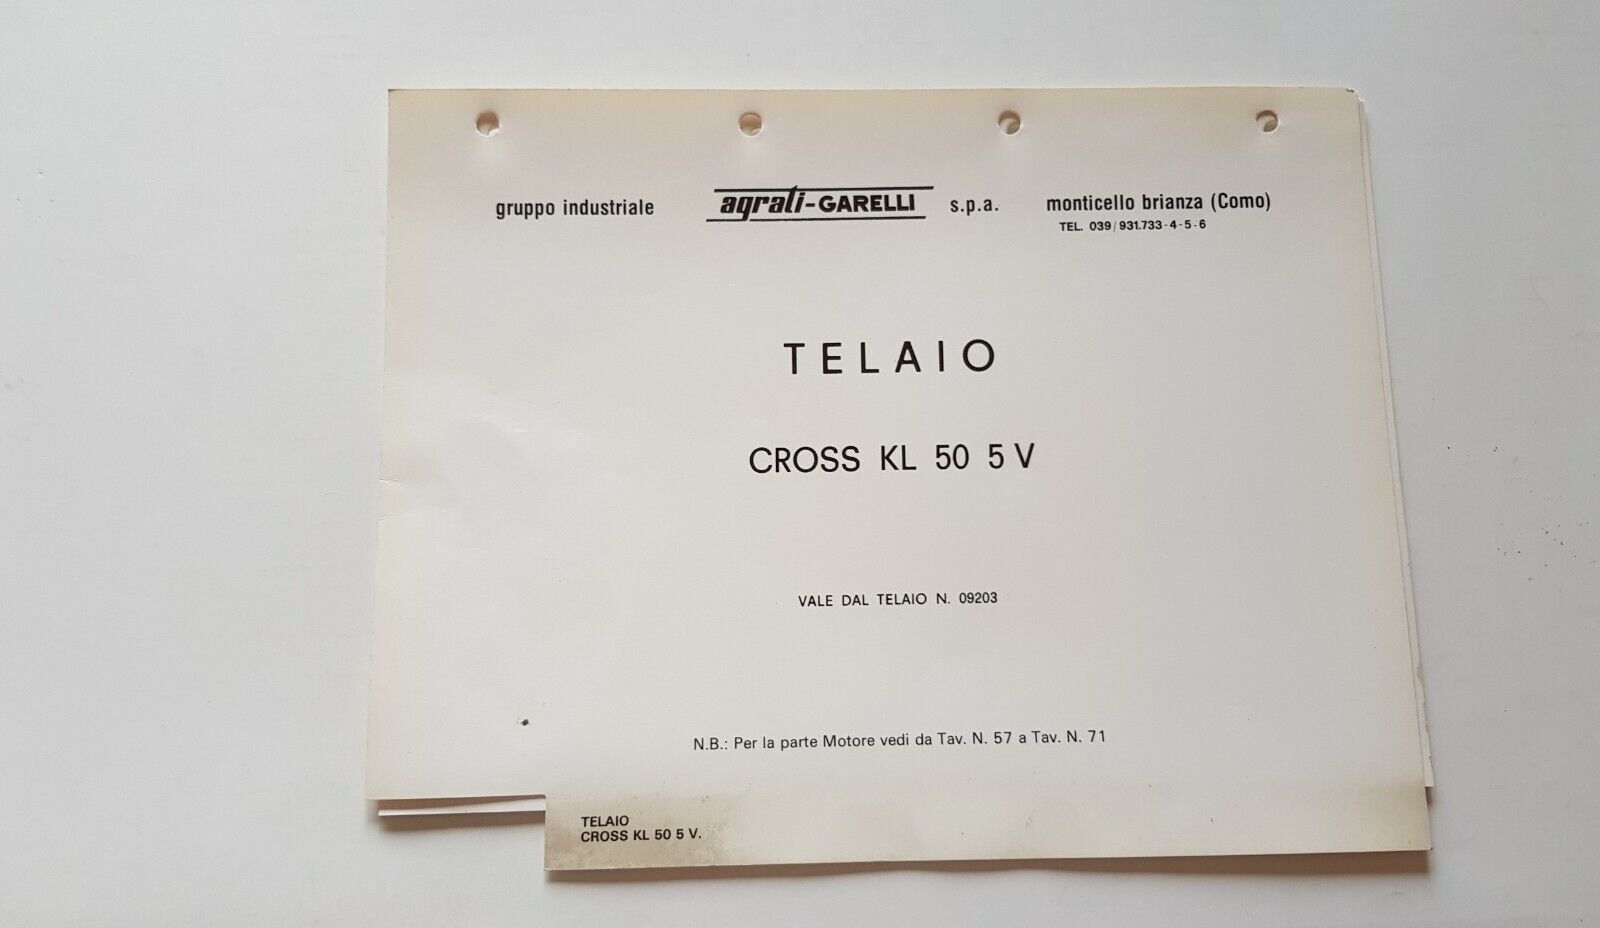 gruppo industriale agrati-GARELLI s.p.a. monticello brianza (Como)
TEL. 039/931.733-4-5-6
TELAIO
CROSS KL 50 5 V
VALE DAL TELAIO N. 09203
N.B.: Per la parte Motore vedi da Tav. N. 57 a Tav. N. 71
TELAIO
CROSS KL 50 5 V.